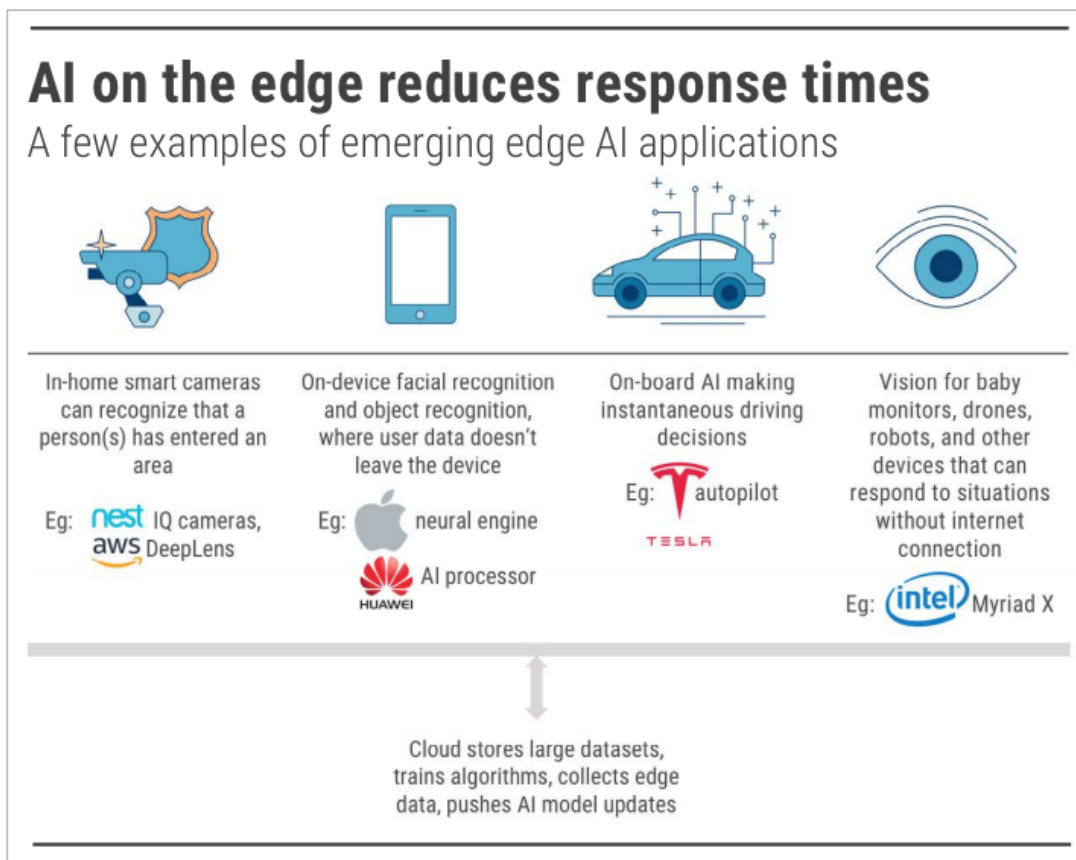 AI on the edge reduces response times
A few examples of emerging edge AI applications
In-home smart cameras
can recognize that a
person(s) has entered an
area
Eg: nest IQ cameras,
aws DeepLens
On-device facial recognition
and object recognition,
where user data doesn't
leave the device
Eg: neural engine
HUAWEI AI processor
On-board AI making
instantaneous driving
decisions
Eg: autopilot
TESLA
Vision for baby
monitors, drones,
robots, and other
devices that can
respond to situations
without internet
connection
Eg: intel Myriad X
Cloud stores large datasets,
trains algorithms, collects edge
data, pushes AI model updates